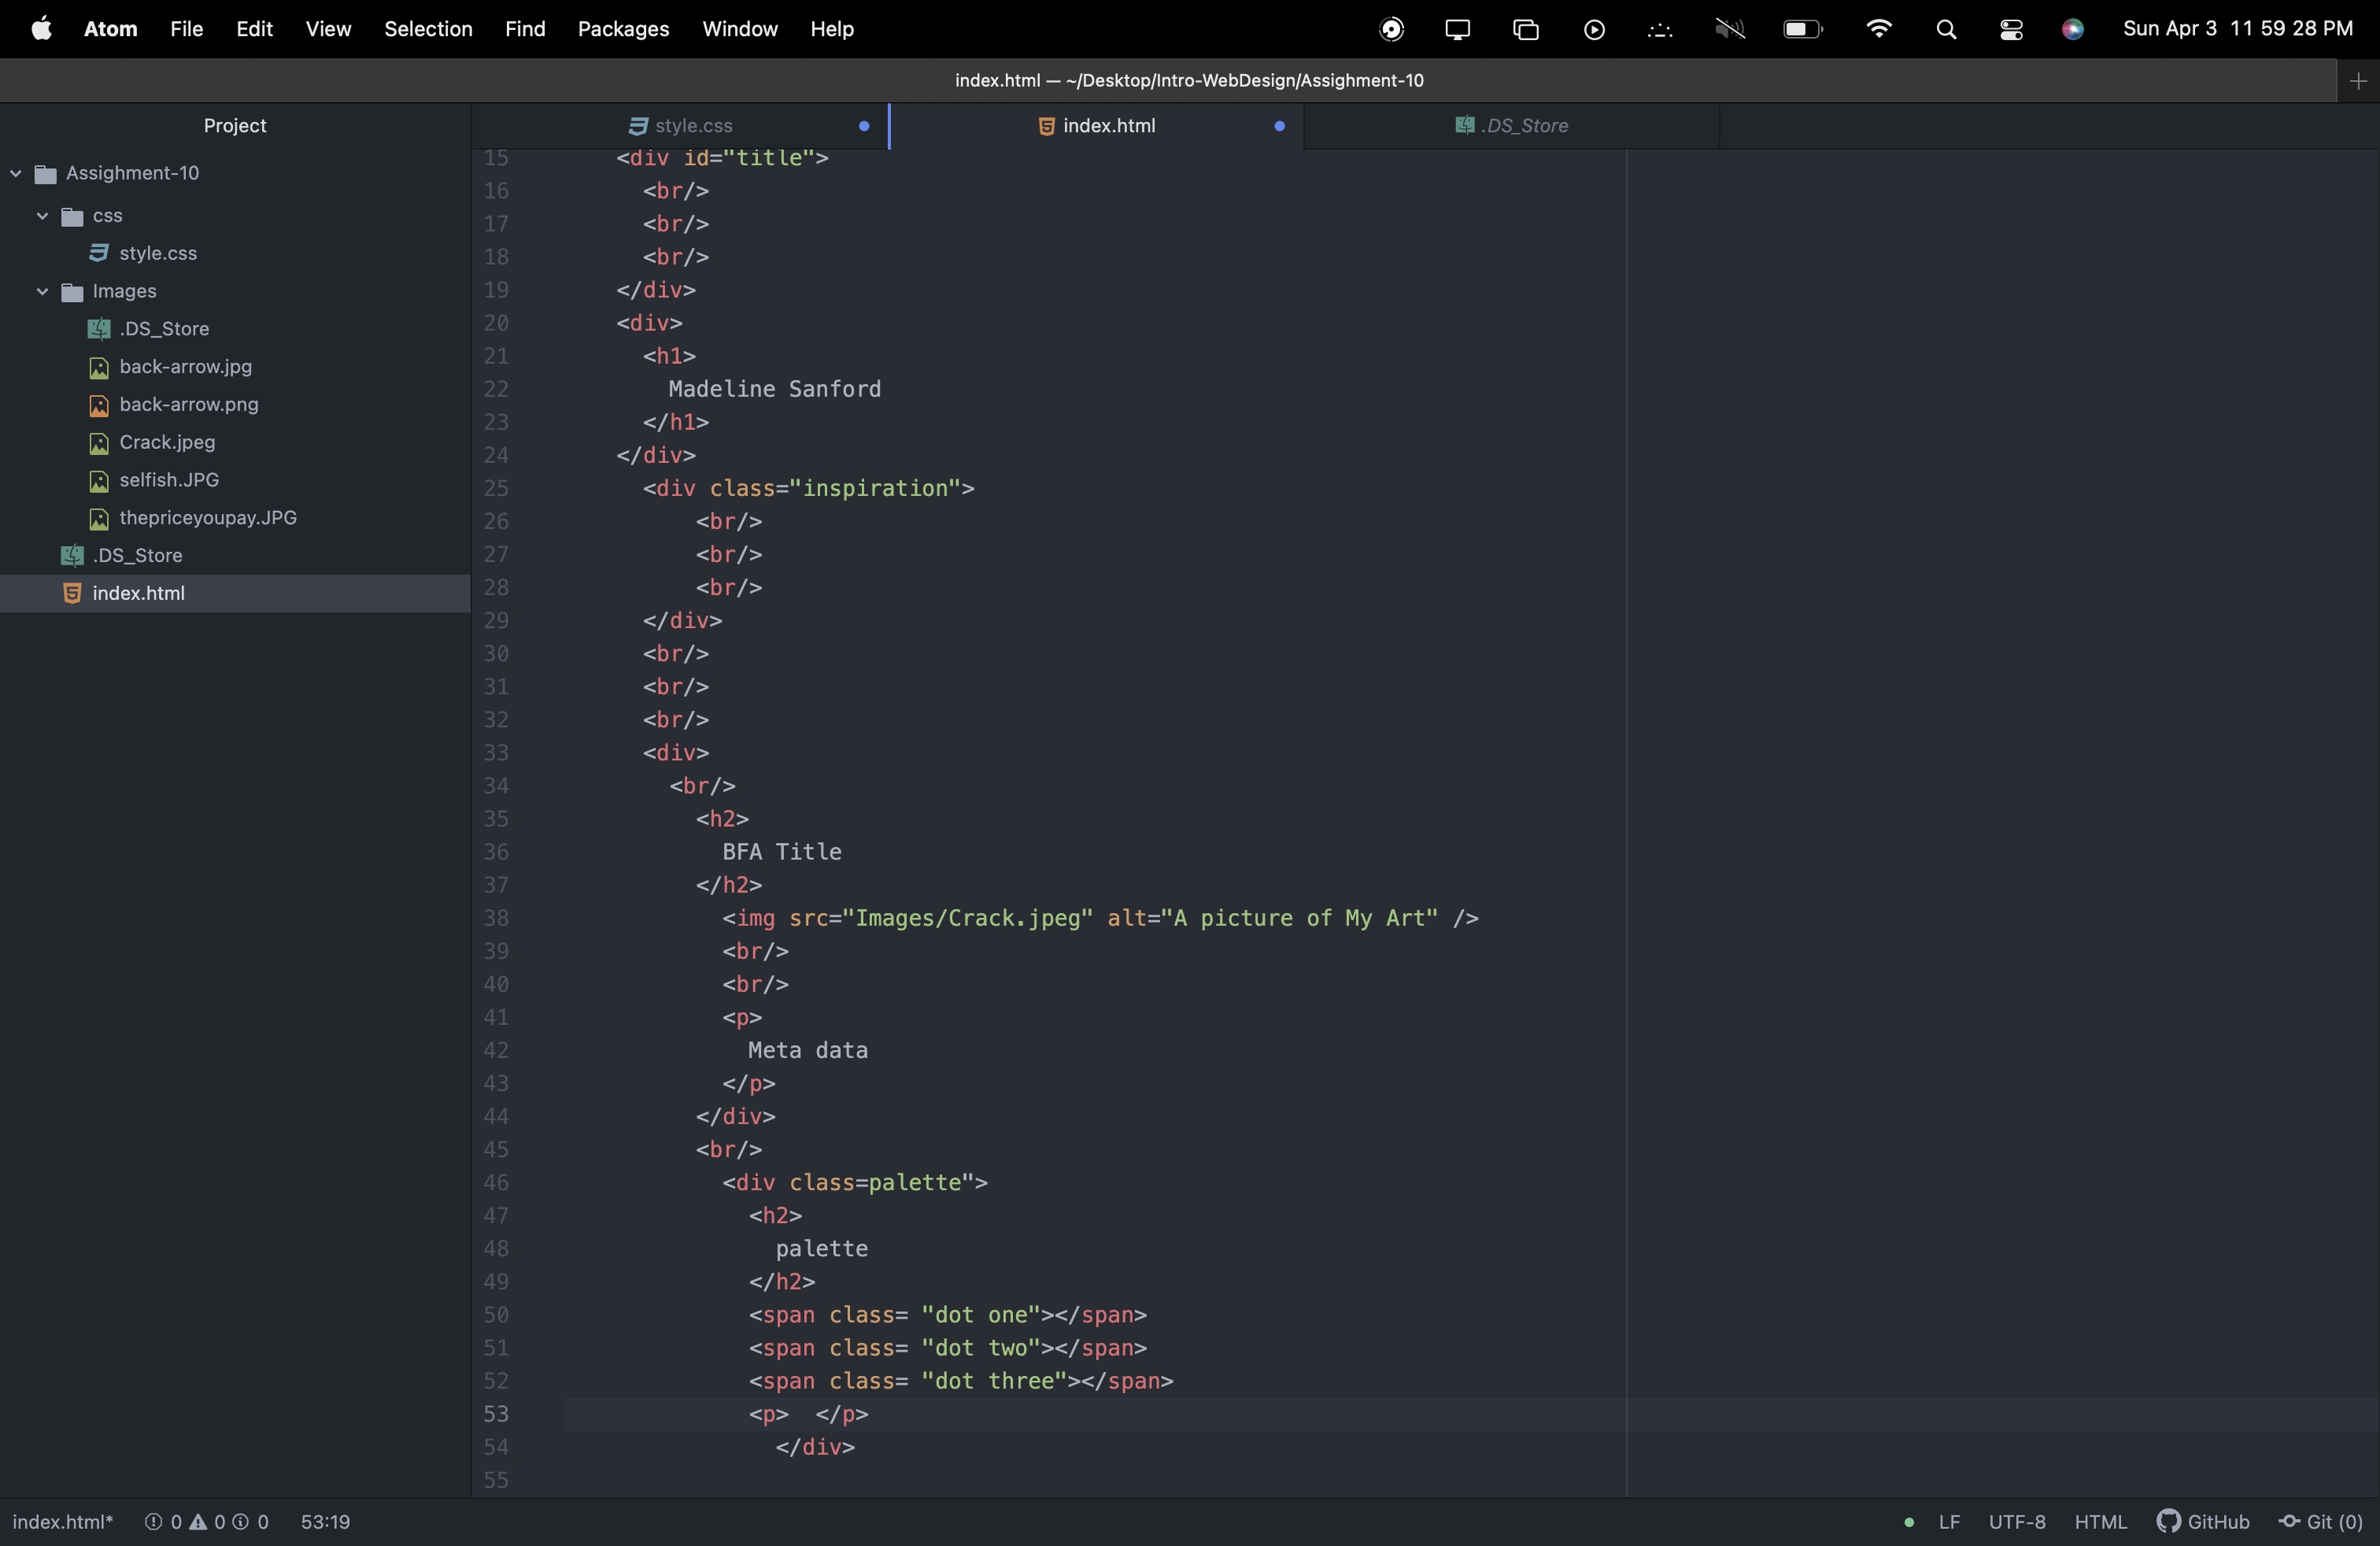 Atom File Edit View Selection Find Packages Window Help Sun Apr 3 11 59 28 PM
index.html — ~/Desktop/Intro-WebDesign/Assighment-10
Project
Assighment-10
css
style.css
Images
.DS_Store
back-arrow.jpg
back-arrow.png
Crack.jpeg
selfish.JPG
thepriceyoupay.JPG
.DS_Store
index.html
style.css index.html .DS_Store
15 <div id="title">
16 <br/>
17 <br/>
18 <br/>
19 </div>
20 <div>
21 <h1>
22 Madeline Sanford
23 </h1>
24 </div>
25 <div class="inspiration">
26 <br/>
27 <br/>
28 <br/>
29 </div>
30 <br/>
31 <br/>
32 <br/>
33 <div>
34 <br/>
35 <h2>
36 BFA Title
37 </h2>
38 <img src="Images/Crack.jpeg" alt="A picture of My Art" />
39 <br/>
40 <br/>
41 <p>
42 Meta data
43 </p>
44 </div>
45 <br/>
46 <div class=palette">
47 <h2>
48 palette
49 </h2>
50 <span class= "dot one"></span>
51 <span class= "dot two"></span>
52 <span class= "dot three"></span>
53 <p>  </p>
54 </div>
55
index.html* 0 0 0 53:19 LF UTF-8 HTML GitHub Git (0)